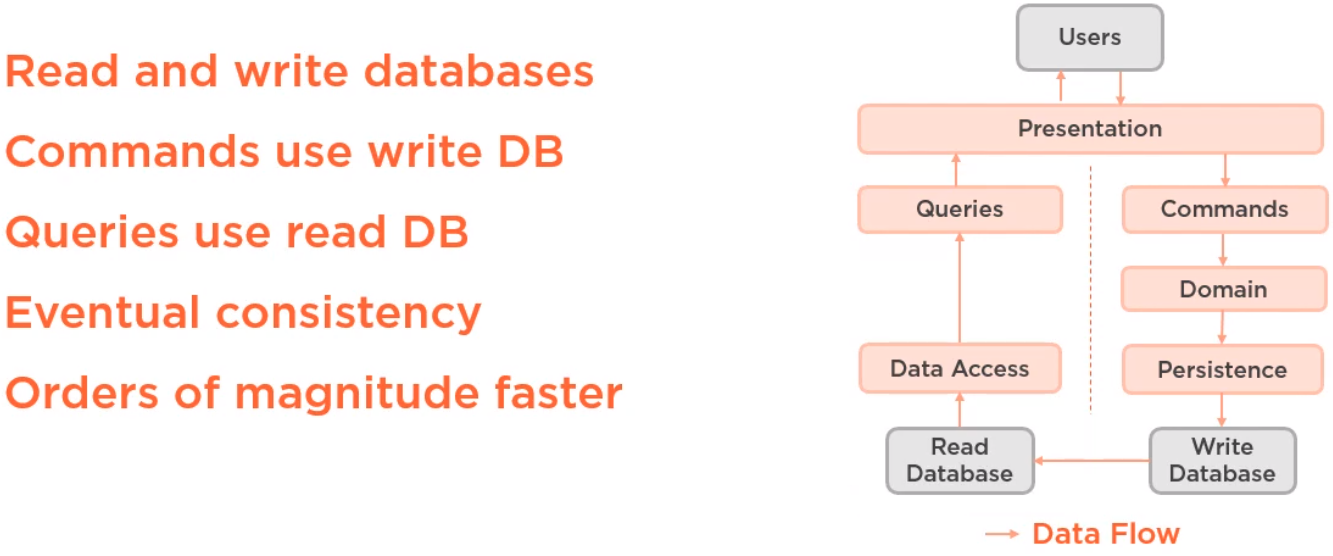 Read and write databases
Commands use write DB
Queries use read DB
Eventual consistency
Orders of magnitude faster
Users
Presentation
Queries
Commands
Domain
Data Access
Persistence
Read
Database
Write
Database
Data Flow